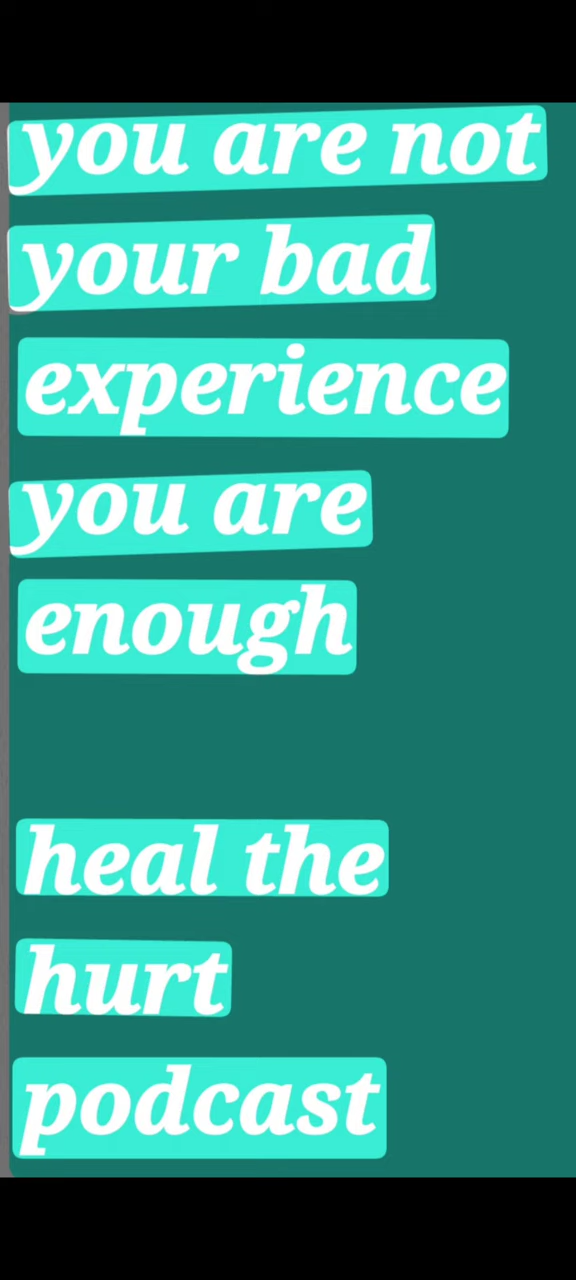 you are not
your bad
experience
you are
enough
heal the
hurt
podcast